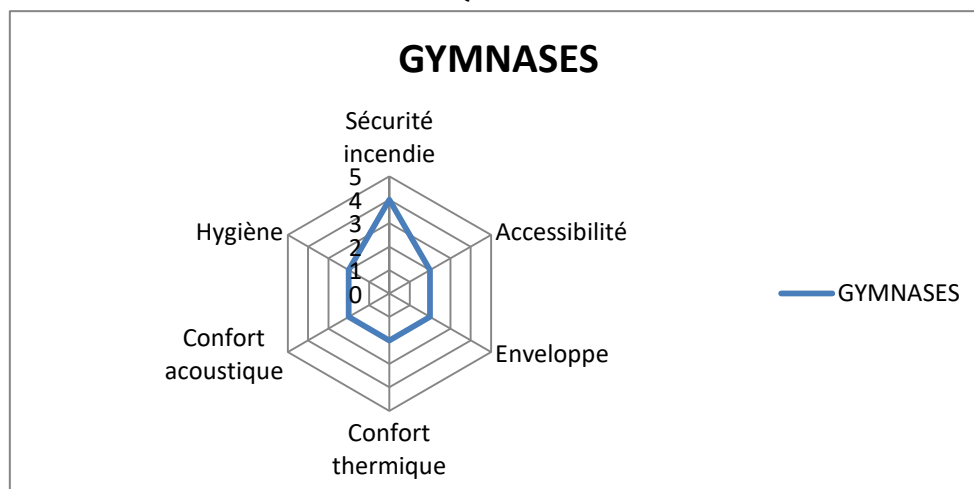 GYMNASES
Sécurité
incendie
5
4
3
2
1
0
Hygiène
Accessibilité
Confort
acoustique
Enveloppe
Confort
thermique
GYMNASES